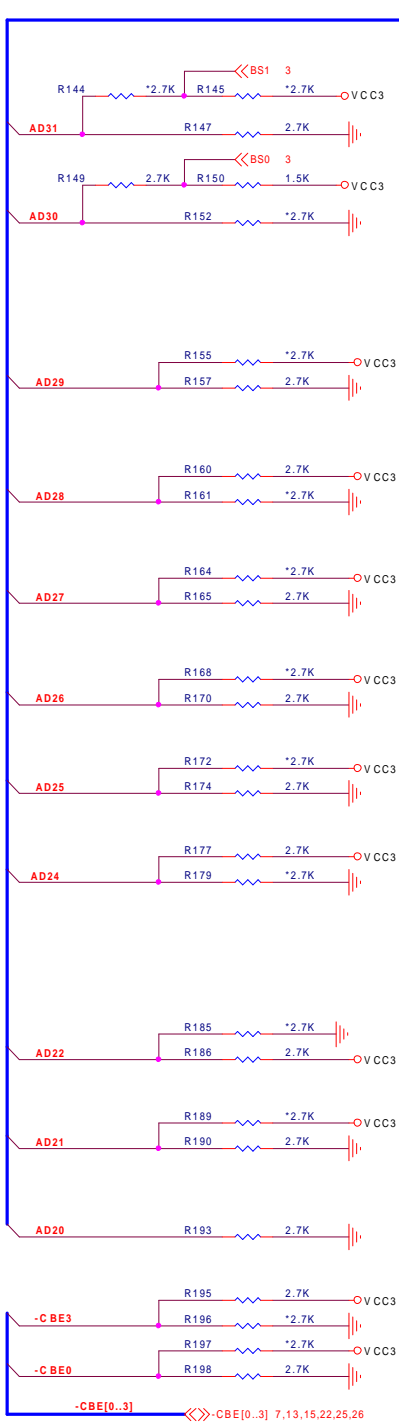 BS1 3
R144 *2.7K R145 *2.7K VCC3
AD31 R147 2.7K
BS0 3
R149 2.7K R150 1.5K VCC3
AD30 R152 *2.7K
R155 *2.7K VCC3
AD29 R157 2.7K
R160 2.7K VCC3
AD28 R161 *2.7K
R164 *2.7K VCC3
AD27 R165 2.7K
R168 *2.7K VCC3
AD26 R170 2.7K
R172 *2.7K VCC3
AD25 R174 2.7K
R177 2.7K VCC3
AD24 R179 *2.7K
R185 *2.7K
AD22 R186 2.7K VCC3
R189 *2.7K VCC3
AD21 R190 2.7K
AD20 R193 2.7K
R195 2.7K VCC3
-CBE3 R196 *2.7K
R197 *2.7K VCC3
-CBE0 R198 2.7K
-CBE[0..3]
-CBE[0..3] 7,13,15,22,25,26